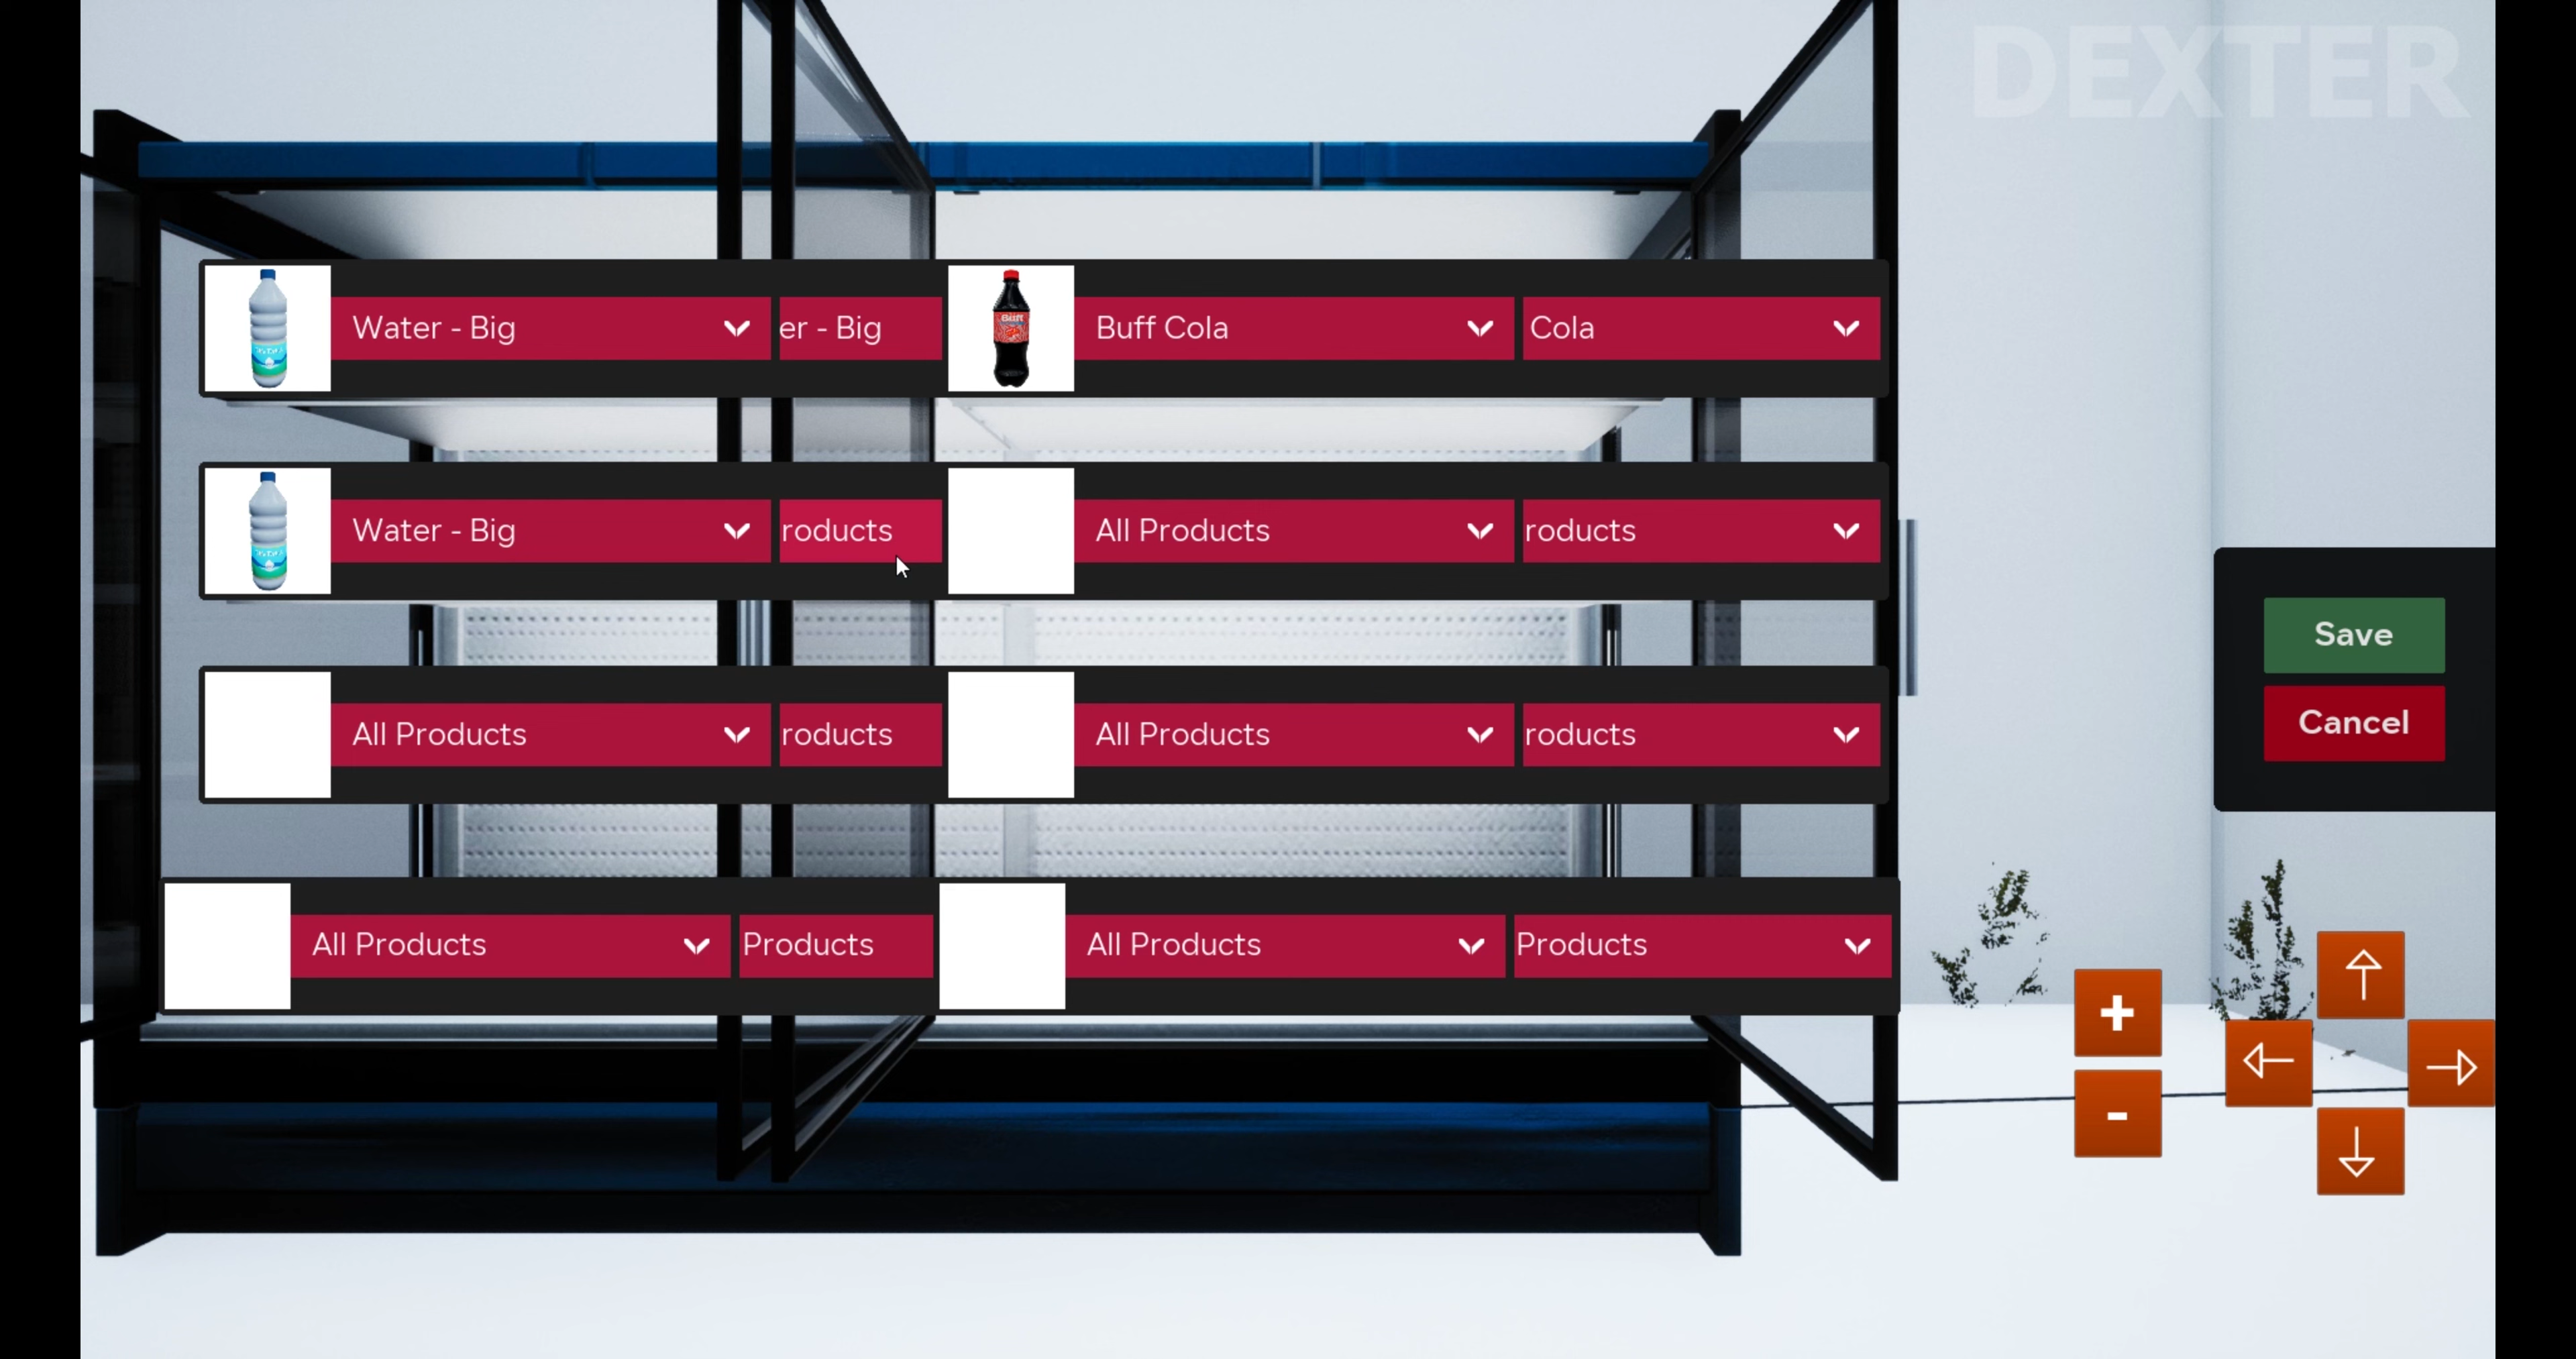 DEXTER
Water - Big er - Big Buff Cola Cola
Water - Big roducts All Products roducts
All Products roducts All Products roducts
All Products Products All Products Products
Save
Cancel
+
-